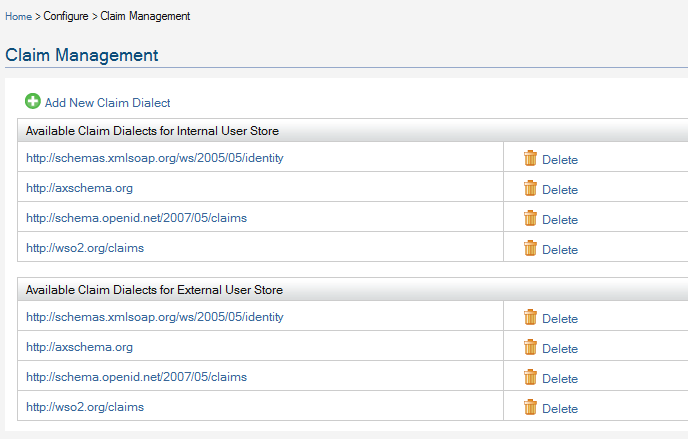 Home > Configure > Claim Management
Claim Management
Add New Claim Dialect
Available Claim Dialects for Internal User Store
http://schemas.xmlsoap.org/ws/2005/05/identity Delete
http://axschema.org Delete
http://schema.openid.net/2007/05/claims Delete
http://wso2.org/claims Delete
Available Claim Dialects for External User Store
http://schemas.xmlsoap.org/ws/2005/05/identity Delete
http://axschema.org Delete
http://schema.openid.net/2007/05/claims Delete
http://wso2.org/claims Delete